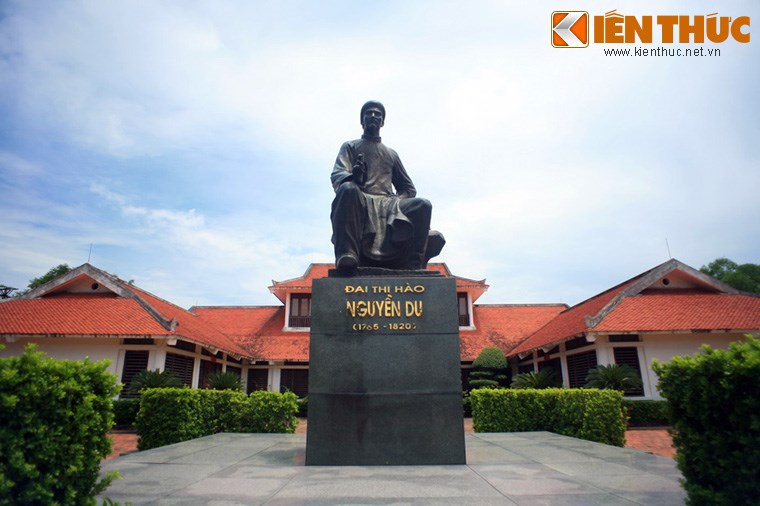 KIẾN THỨC
www.kienthuc.net.vn
ĐẠI THI HÀO
NGUYỄN DU
(1765 - 1820)